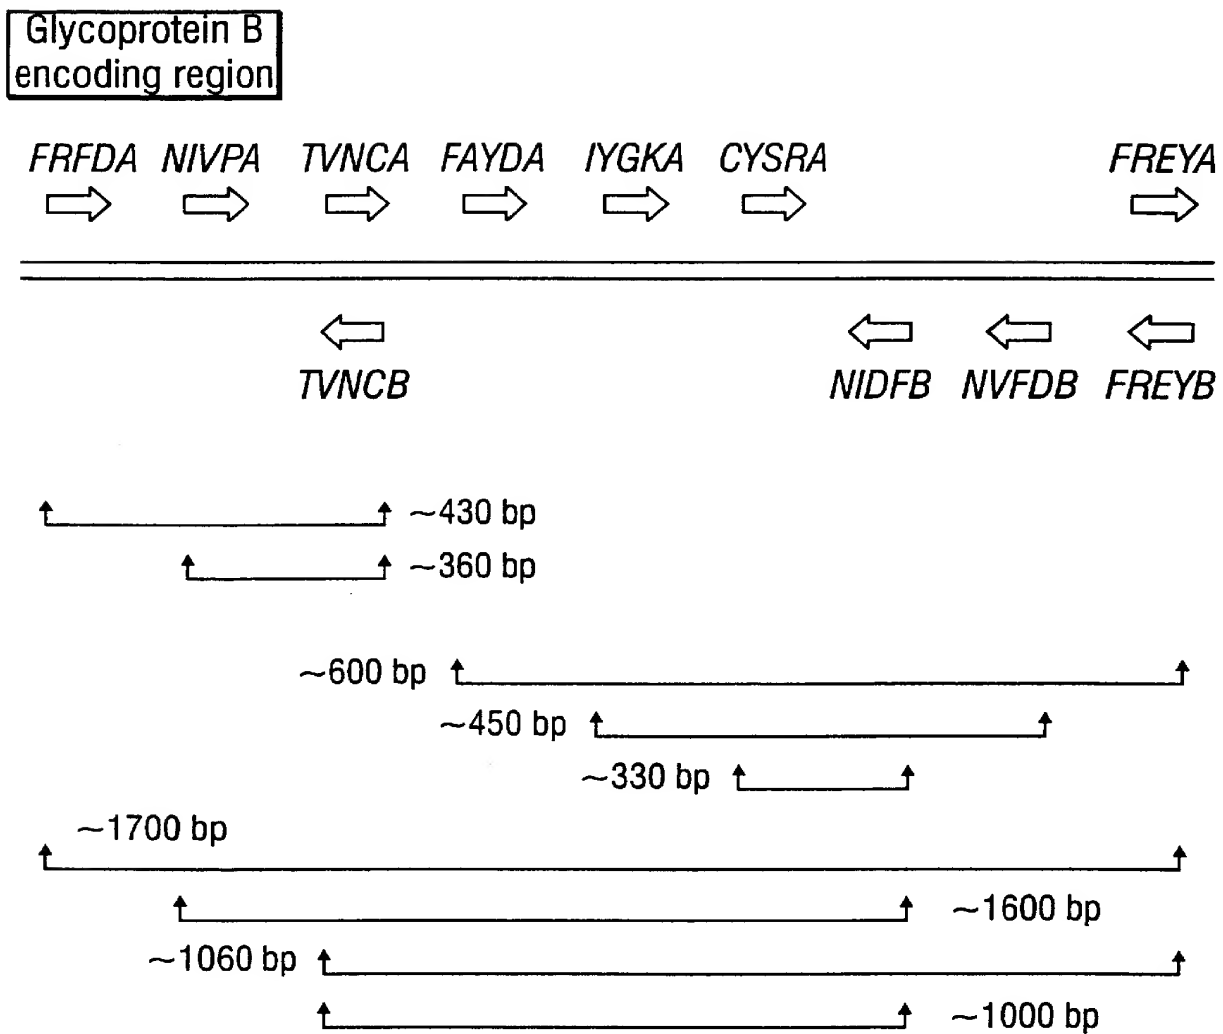 Glycoprotein B
encoding region
FRFDA NIVPA TVNCA FAYDA IYGKA CYSRA FREYA
TVNCB NIDFB NVFDB FREYB
~430 bp
~360 bp
~600 bp
~450 bp
~330 bp
~1700 bp
~1600 bp
~1060 bp
~1000 bp